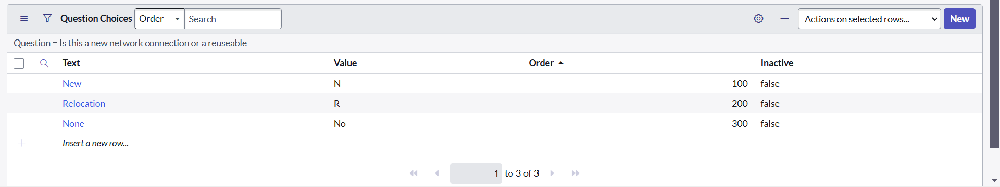 Question Choices Order Search Actions on selected rows... New
Question = Is this a new network connection or a reuseable
Text Value Order Inactive
New N 100 false
Relocation R 200 false
None No 300 false
Insert a new row...
1 to 3 of 3